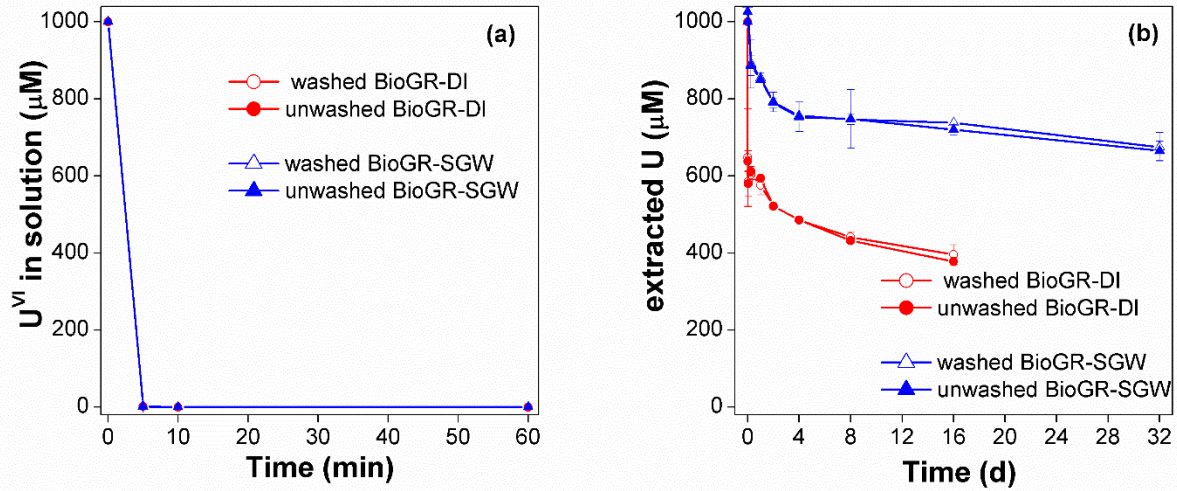 (a)
washed BioGR-DI
unwashed BioGR-DI
washed BioGR-SGW
unwashed BioGR-SGW
U^VI in solution (μM)
1000
800
600
400
200
0
0 10 20 30 40 50 60
Time (min)
(b)
washed BioGR-DI
unwashed BioGR-DI
washed BioGR-SGW
unwashed BioGR-SGW
extracted U (μM)
1000
800
600
400
200
0
0 4 8 12 16 20 24 28 32
Time (d)